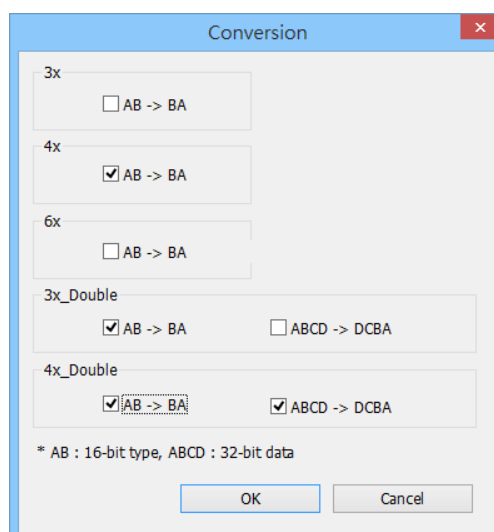 Conversion
3x
AB -> BA
4x
AB -> BA
6x
AB -> BA
3x_Double
AB -> BA ABCD -> DCBA
4x_Double
AB -> BA ABCD -> DCBA
* AB : 16-bit type, ABCD : 32-bit data
OK Cancel